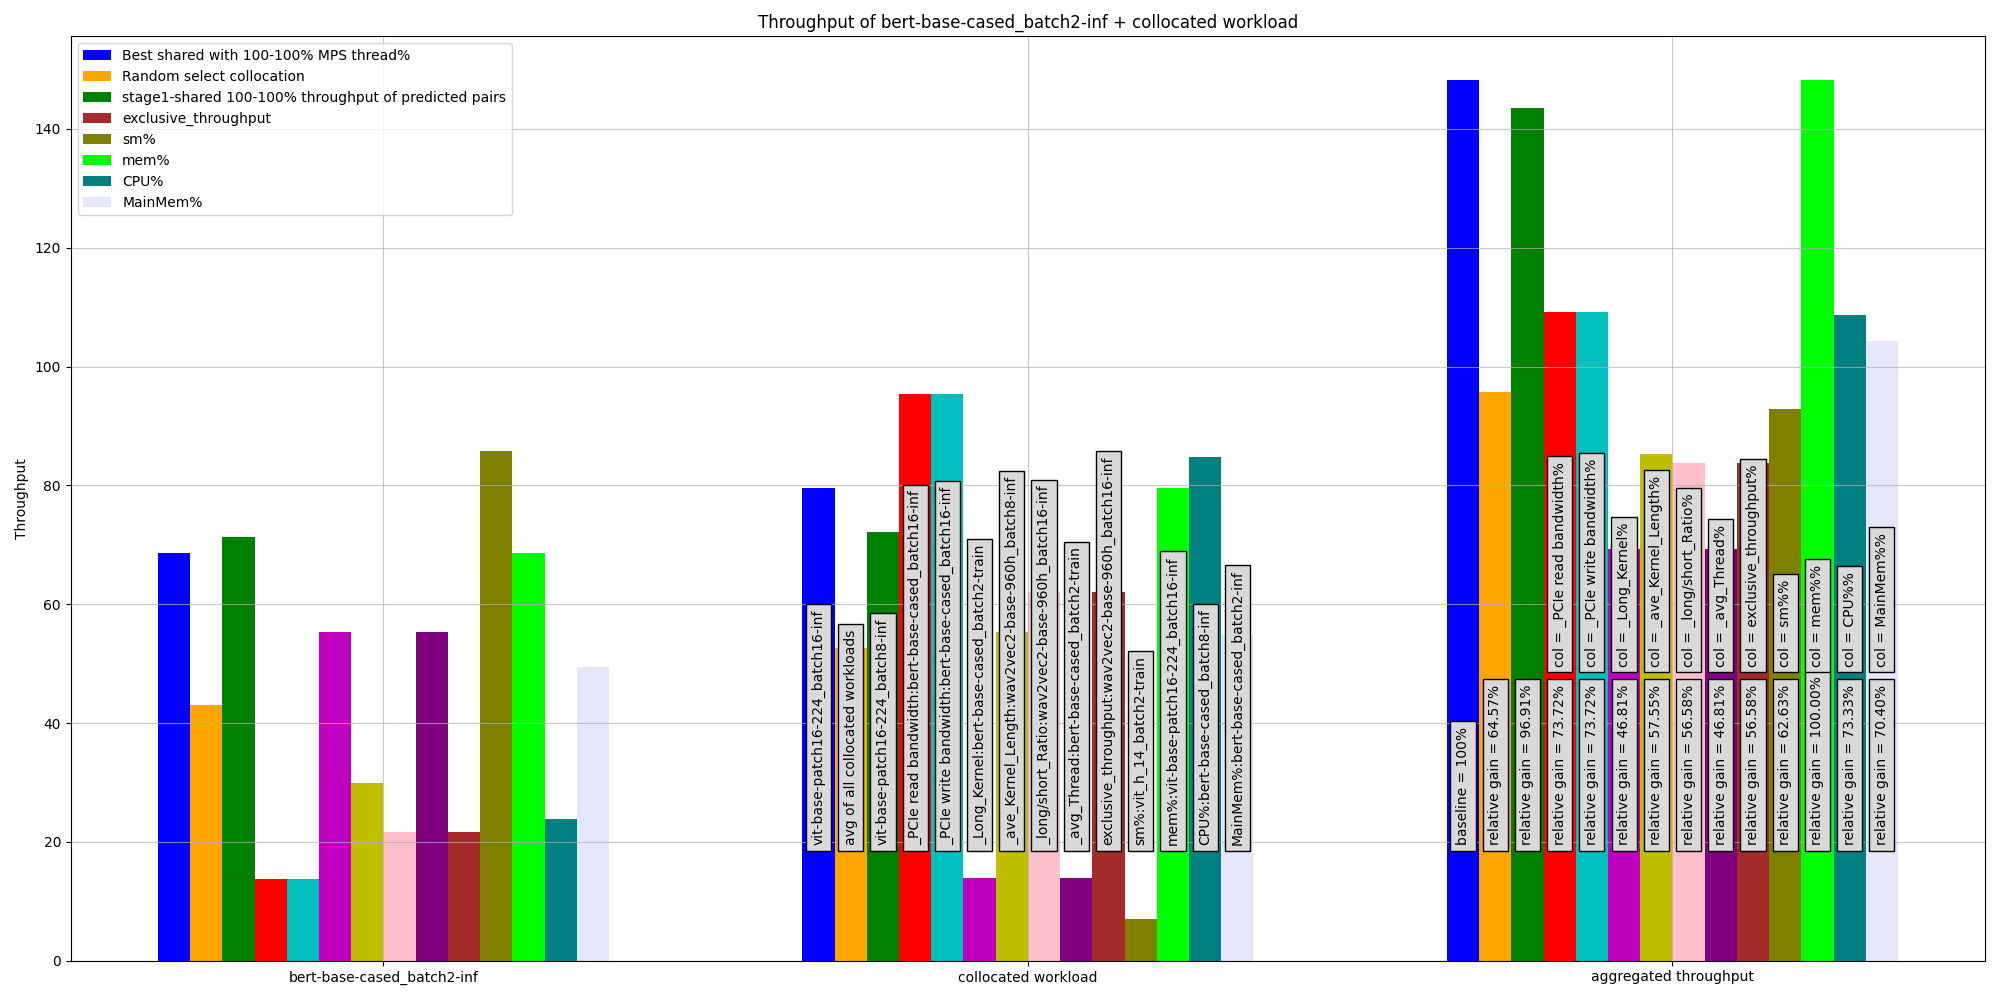 Throughput of bert-base-cased_batch2-inf + collocated workload
Best shared with 100-100% MPS thread%
Random select collocation
stage1-shared 100-100% throughput of predicted pairs
exclusive_throughput
sm%
mem%
CPU%
MainMem%
Throughput
140
120
100
80
60
40
20
0
vit-base-patch16-224_batch16-inf
avg of all collocated workloads
vit-base-patch16-224_batch8-inf
_PCIe read bandwidth:bert-base-cased_batch16-inf
_PCIe write bandwidth:bert-base-cased_batch16-inf
_Long_Kernel:bert-base-cased_batch2-train
_ave_Kernel_Length:wav2vec2-base-960h_batch8-inf
_long/short_Ratio:wav2vec2-base-960h_batch16-inf
_avg_Thread:bert-base-cased_batch2-train
exclusive_throughput:wav2vec2-base-960h_batch16-inf
sm%:vit_h_14_batch2-train
mem%:vit-base-patch16-224_batch16-inf
CPU%:bert-base-cased_batch8-inf
MainMem%:bert-base-cased_batch2-inf
col = _PCIe read bandwidth%
col = _PCIe write bandwidth%
col = _Long_Kernel%
col = _ave_Kernel_Length%
col = _long/short_Ratio%
col = _avg_Thread%
col = exclusive_throughput%
col = sm%%
col = mem%%
col = CPU%%
col = MainMem%%
baseline = 100%
relative gain = 64.57%
relative gain = 96.91%
relative gain = 73.72%
relative gain = 73.72%
relative gain = 46.81%
relative gain = 57.55%
relative gain = 56.58%
relative gain = 46.81%
relative gain = 56.58%
relative gain = 62.63%
relative gain = 100.00%
relative gain = 73.33%
relative gain = 70.40%
bert-base-cased_batch2-inf
collocated workload
aggregated throughput